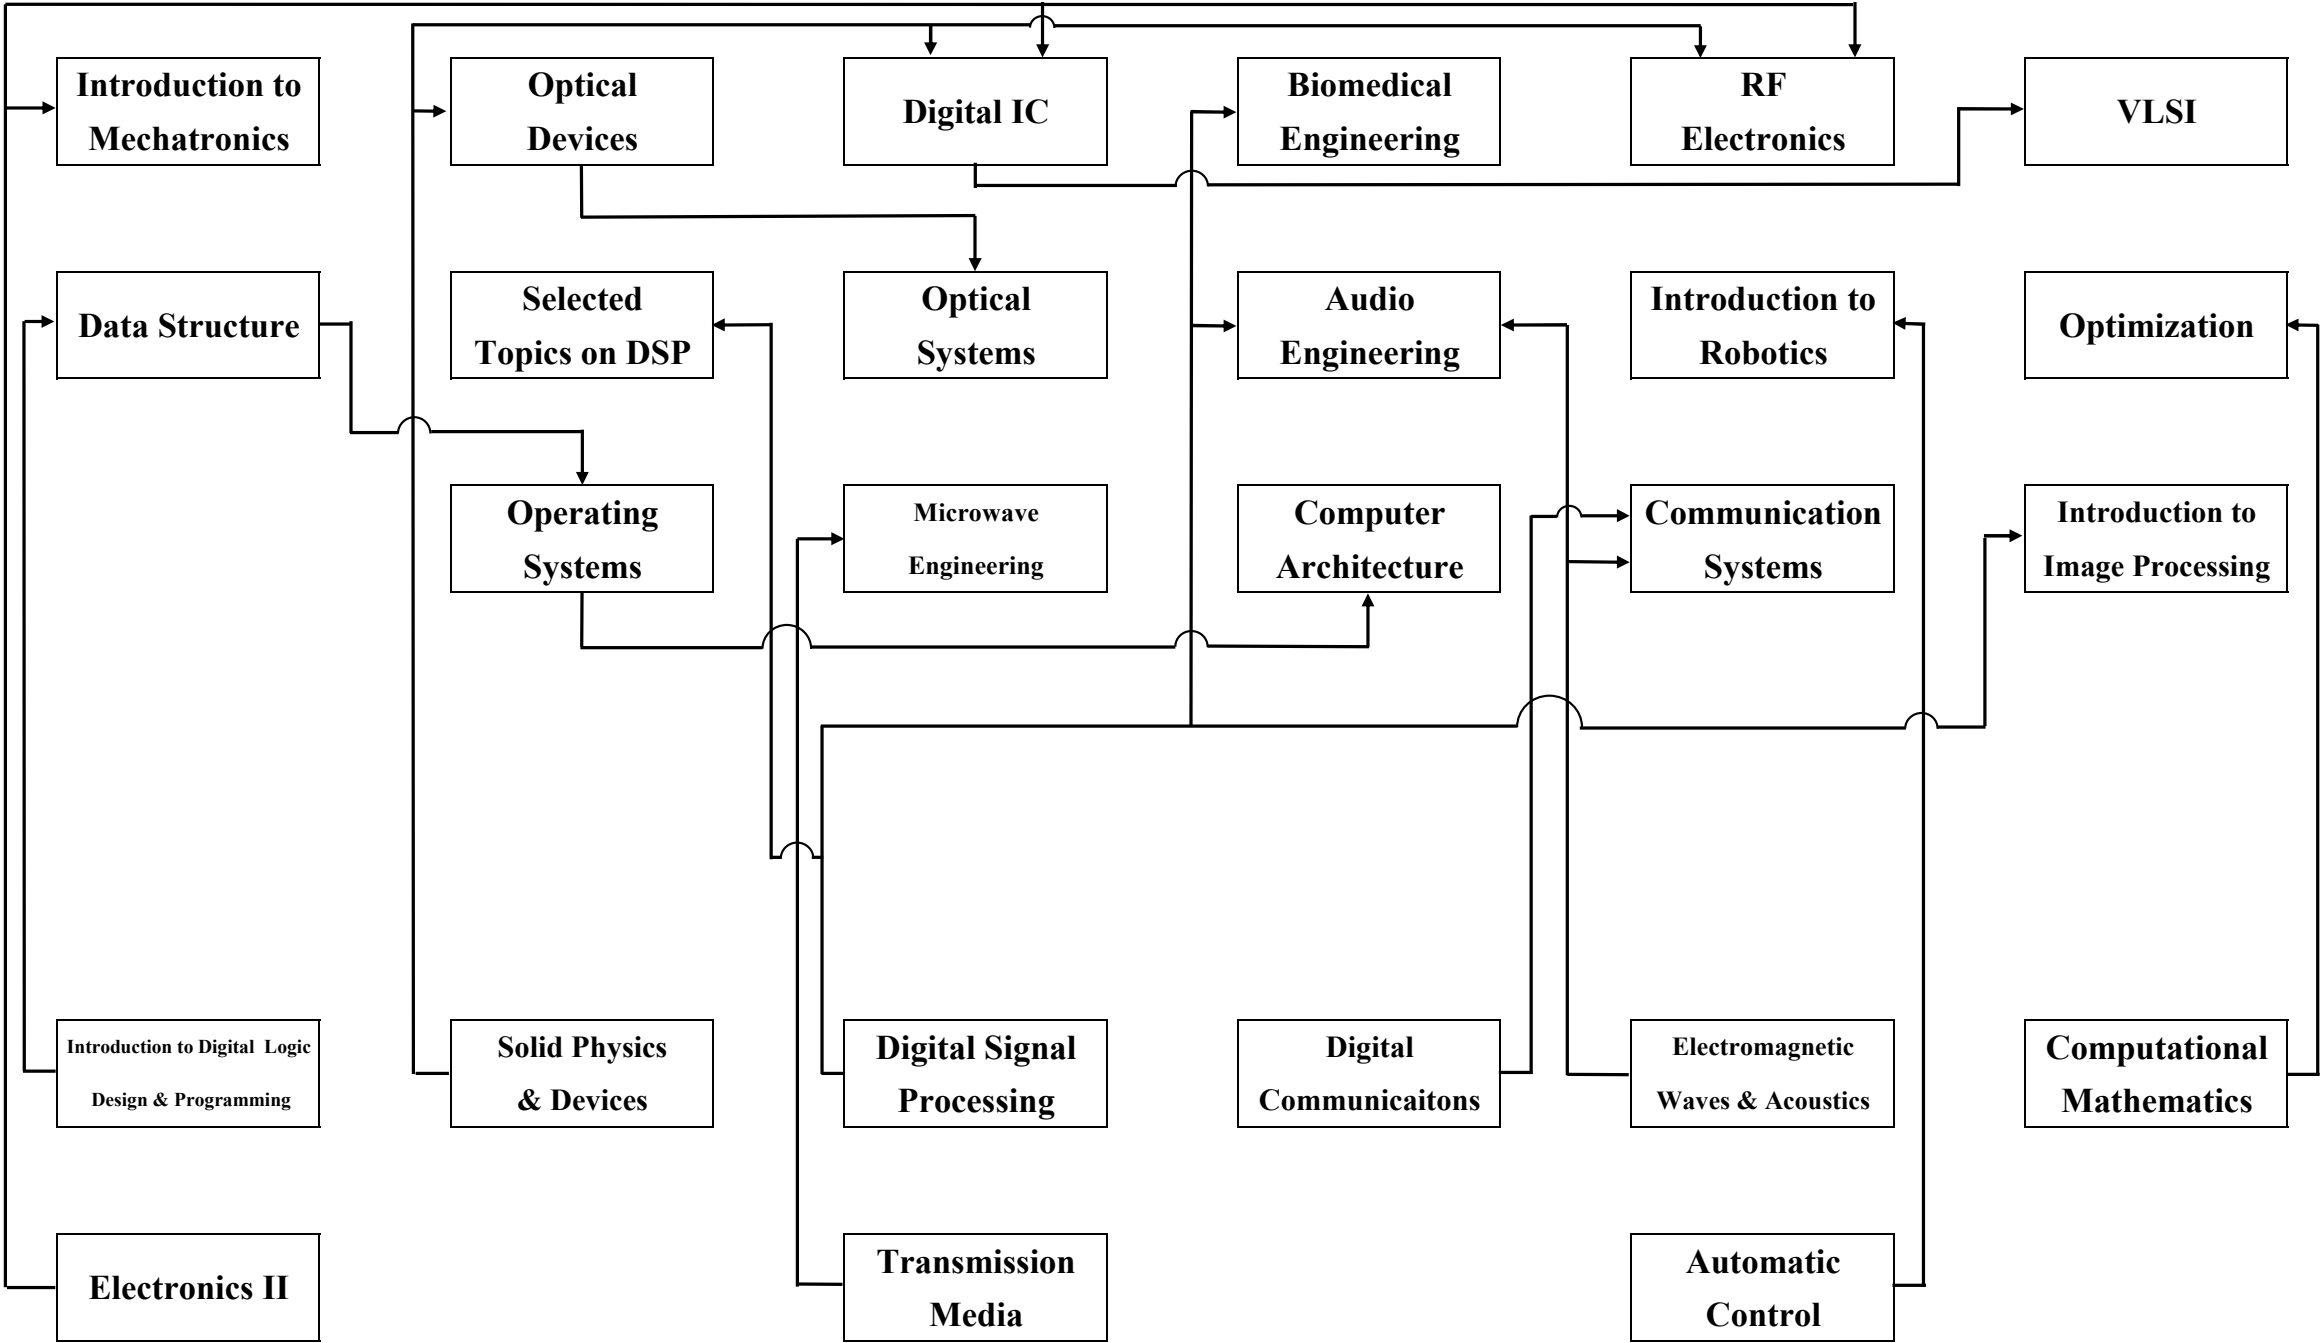 Introduction to
Mechatronics
Optical
Devices
Digital IC
Biomedical
Engineering
RF
Electronics
VLSI
Data Structure
Selected
Topics on DSP
Optical
Systems
Audio
Engineering
Introduction to
Robotics
Optimization
Operating
Systems
Microwave
Engineering
Computer
Architecture
Communication
Systems
Introduction to
Image Processing
Introduction to Digital Logic
Design & Programming
Solid Physics
& Devices
Digital Signal
Processing
Digital
Communicaitons
Electromagnetic
Waves & Acoustics
Computational
Mathematics
Electronics II
Transmission
Media
Automatic
Control